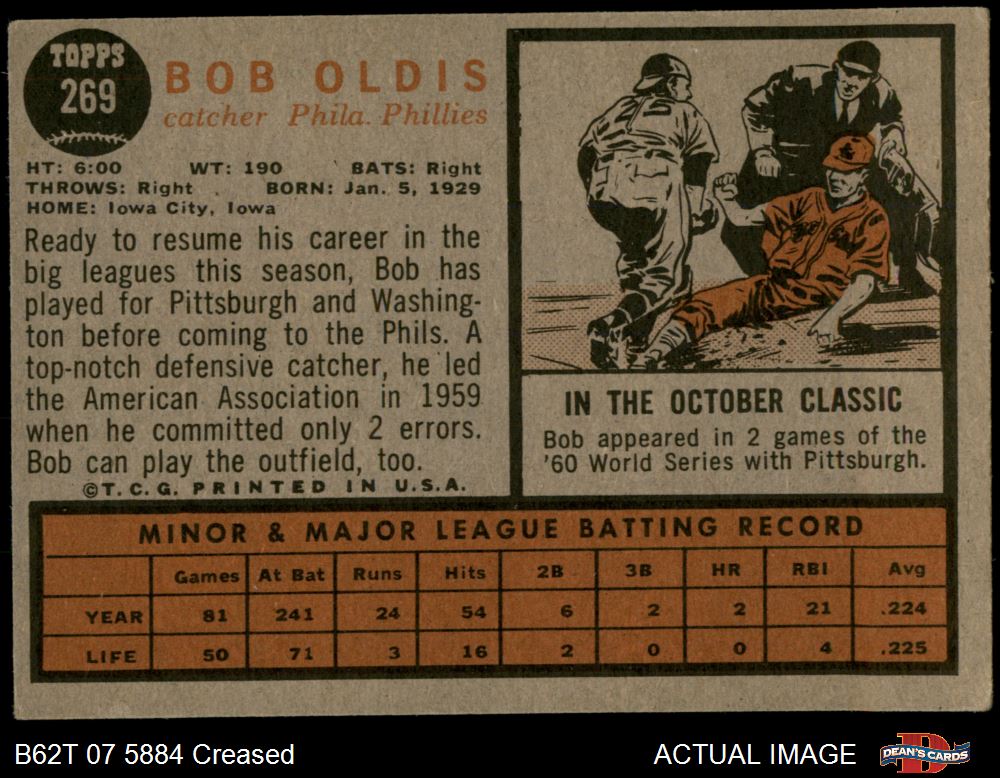 TOPPS
269
BOB OLDIS
catcher Phila. Phillies
HT: 6:00 WT: 190 BATS: Right
THROWS: Right BORN: Jan. 5, 1929
HOME: Iowa City, Iowa
Ready to resume his career in the
big leagues this season, Bob has
played for Pittsburgh and Washing-
ton before coming to the Phils. A
top-notch defensive catcher, he led
the American Association in 1959
when he committed only 2 errors.
Bob can play the outfield, too.
©T.C.G. PRINTED IN U.S.A.
IN THE OCTOBER CLASSIC
Bob appeared in 2 games of the
'60 World Series with Pittsburgh.
MINOR & MAJOR LEAGUE BATTING RECORD
Games At Bat Runs Hits 2B 3B HR RBI Avg
YEAR 81 241 24 54 6 2 2 21 .224
LIFE 50 71 3 16 2 0 0 4 .225
B62T 07 5884 Creased
ACTUAL IMAGE
DEAN'S CARDS